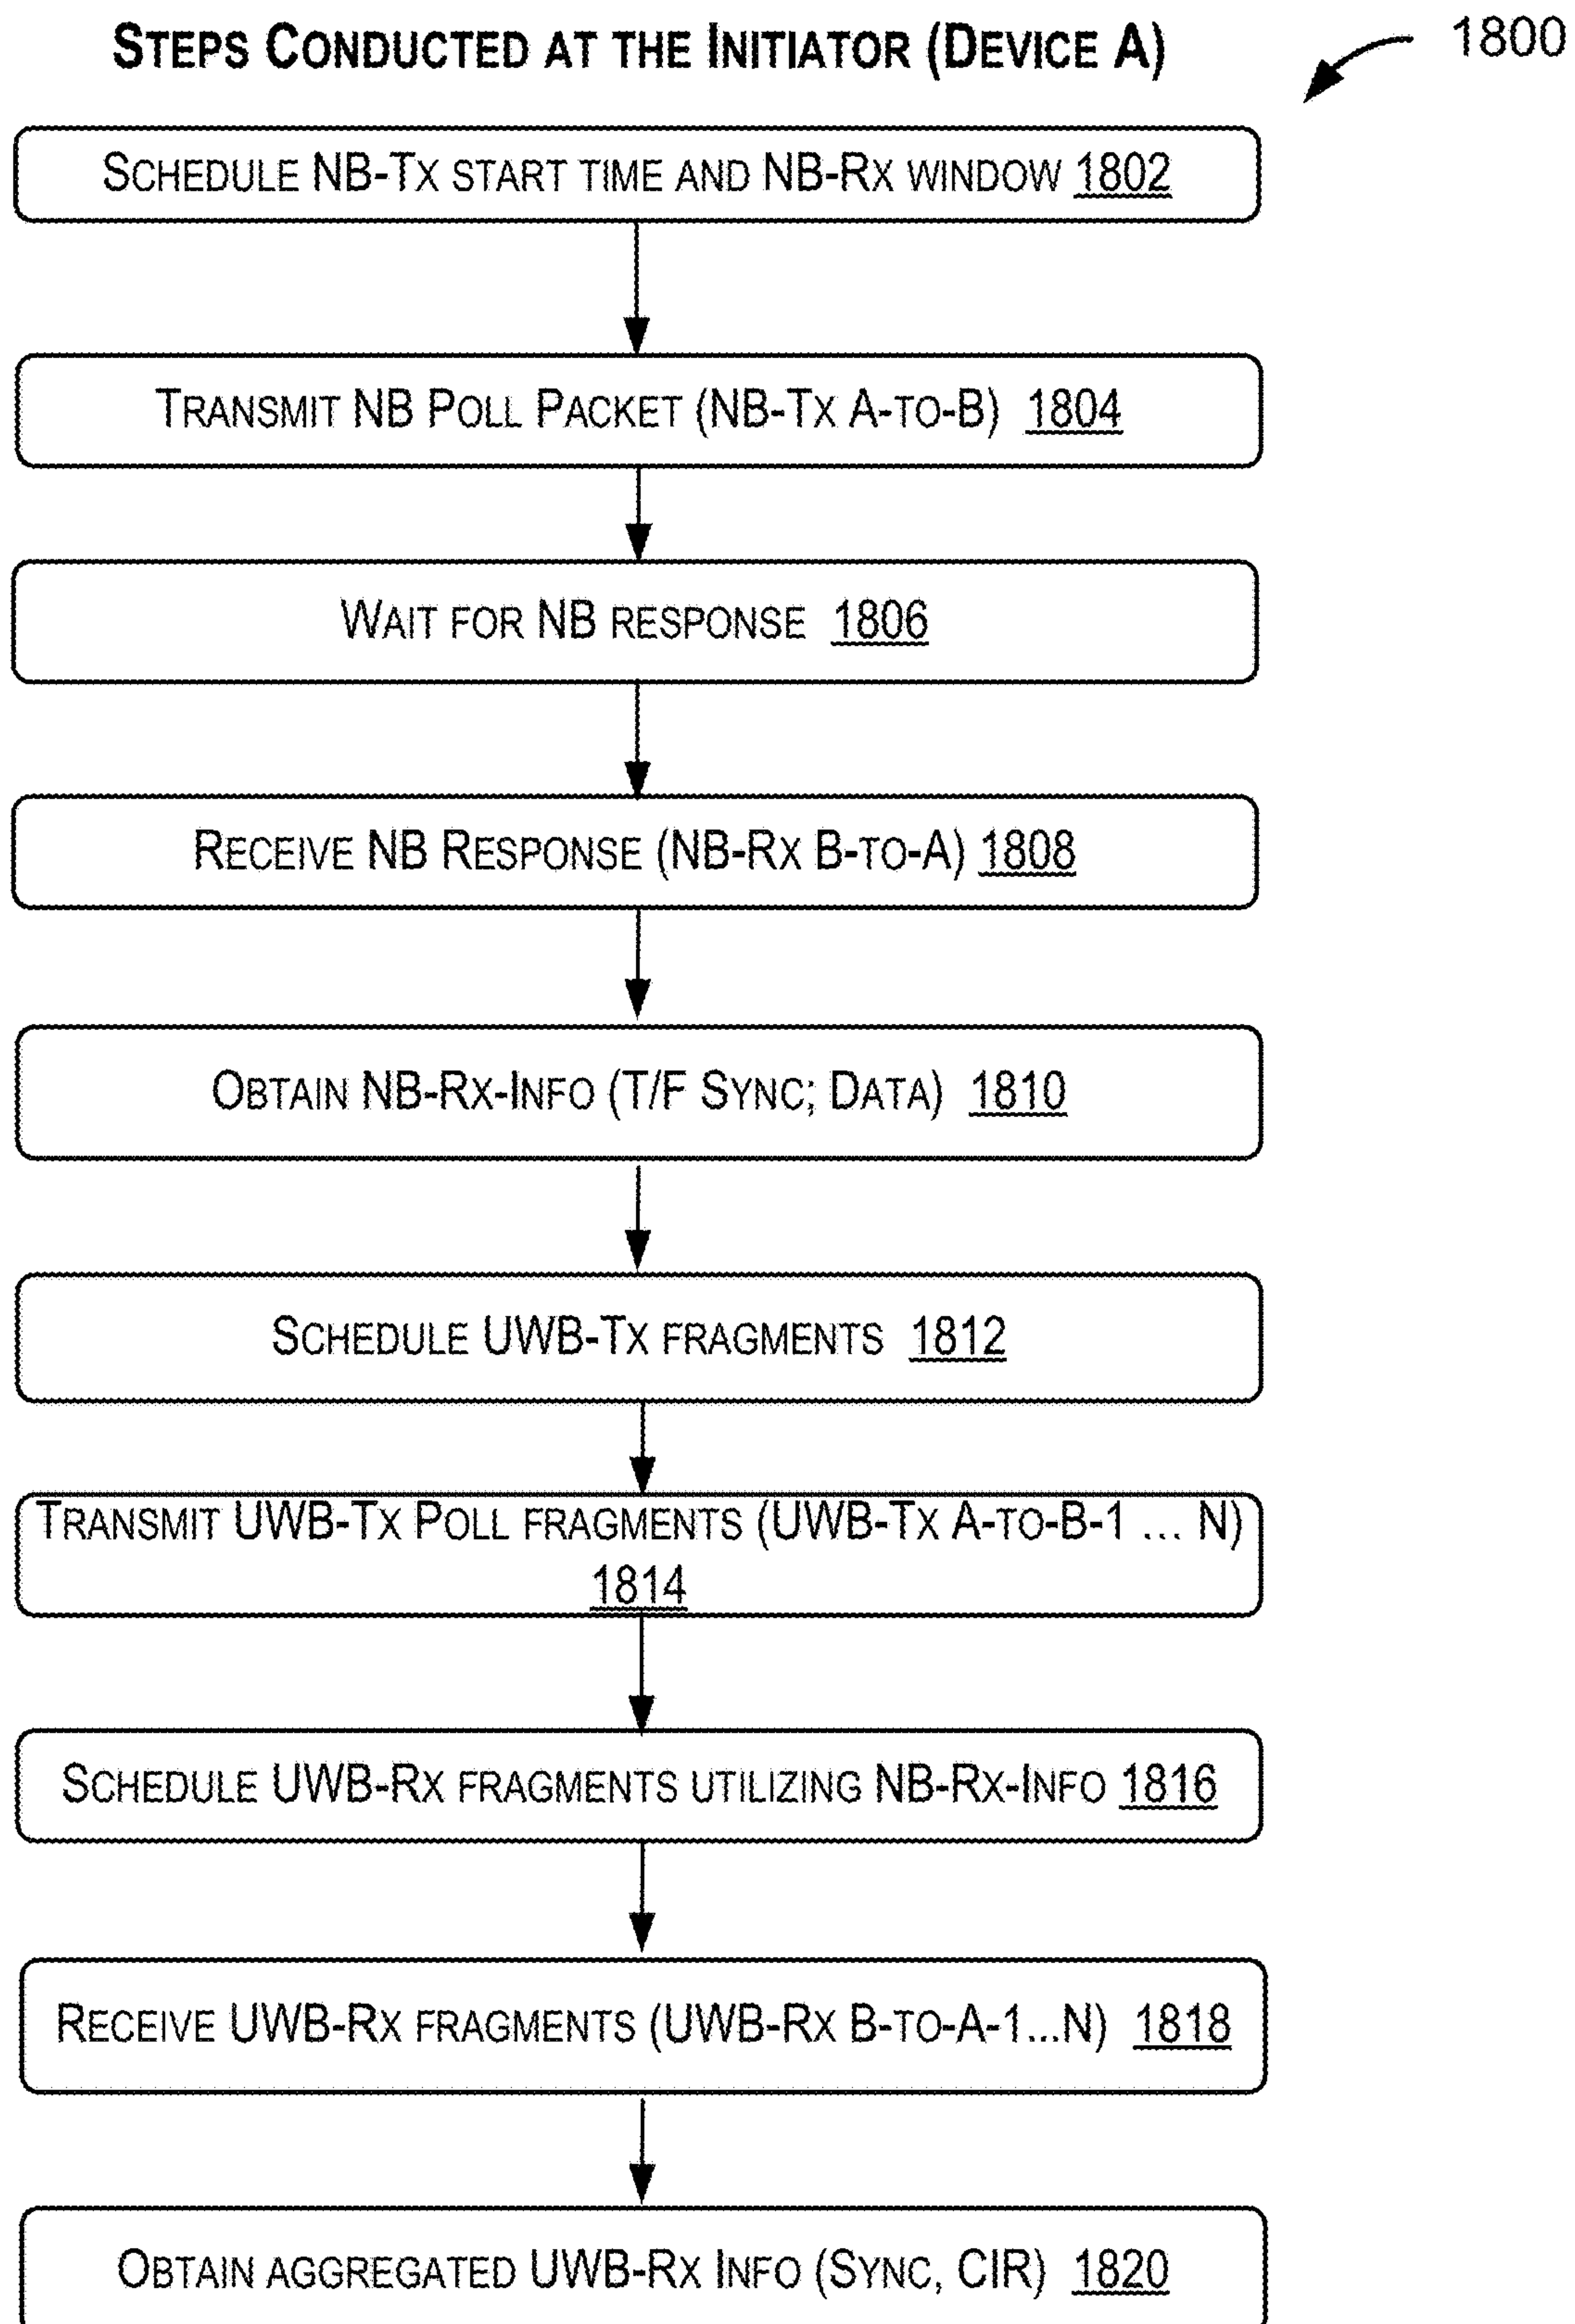 STEPS CONDUCTED AT THE INITIATOR (DEVICE A)
1800
SCHEDULE NB-TX START TIME AND NB-RX WINDOW 1802
TRANSMIT NB POLL PACKET (NB-TX A-TO-B) 1804
WAIT FOR NB RESPONSE 1806
RECEIVE NB RESPONSE (NB-RX B-TO-A) 1808
OBTAIN NB-RX-INFO (T/F SYNC; DATA) 1810
SCHEDULE UWB-TX FRAGMENTS 1812
TRANSMIT UWB-TX POLL FRAGMENTS (UWB-TX A-TO-B-1 ... N)
1814
SCHEDULE UWB-RX FRAGMENTS UTILIZING NB-RX-INFO 1816
RECEIVE UWB-RX FRAGMENTS (UWB-RX B-TO-A-1...N) 1818
OBTAIN AGGREGATED UWB-RX INFO (SYNC, CIR) 1820